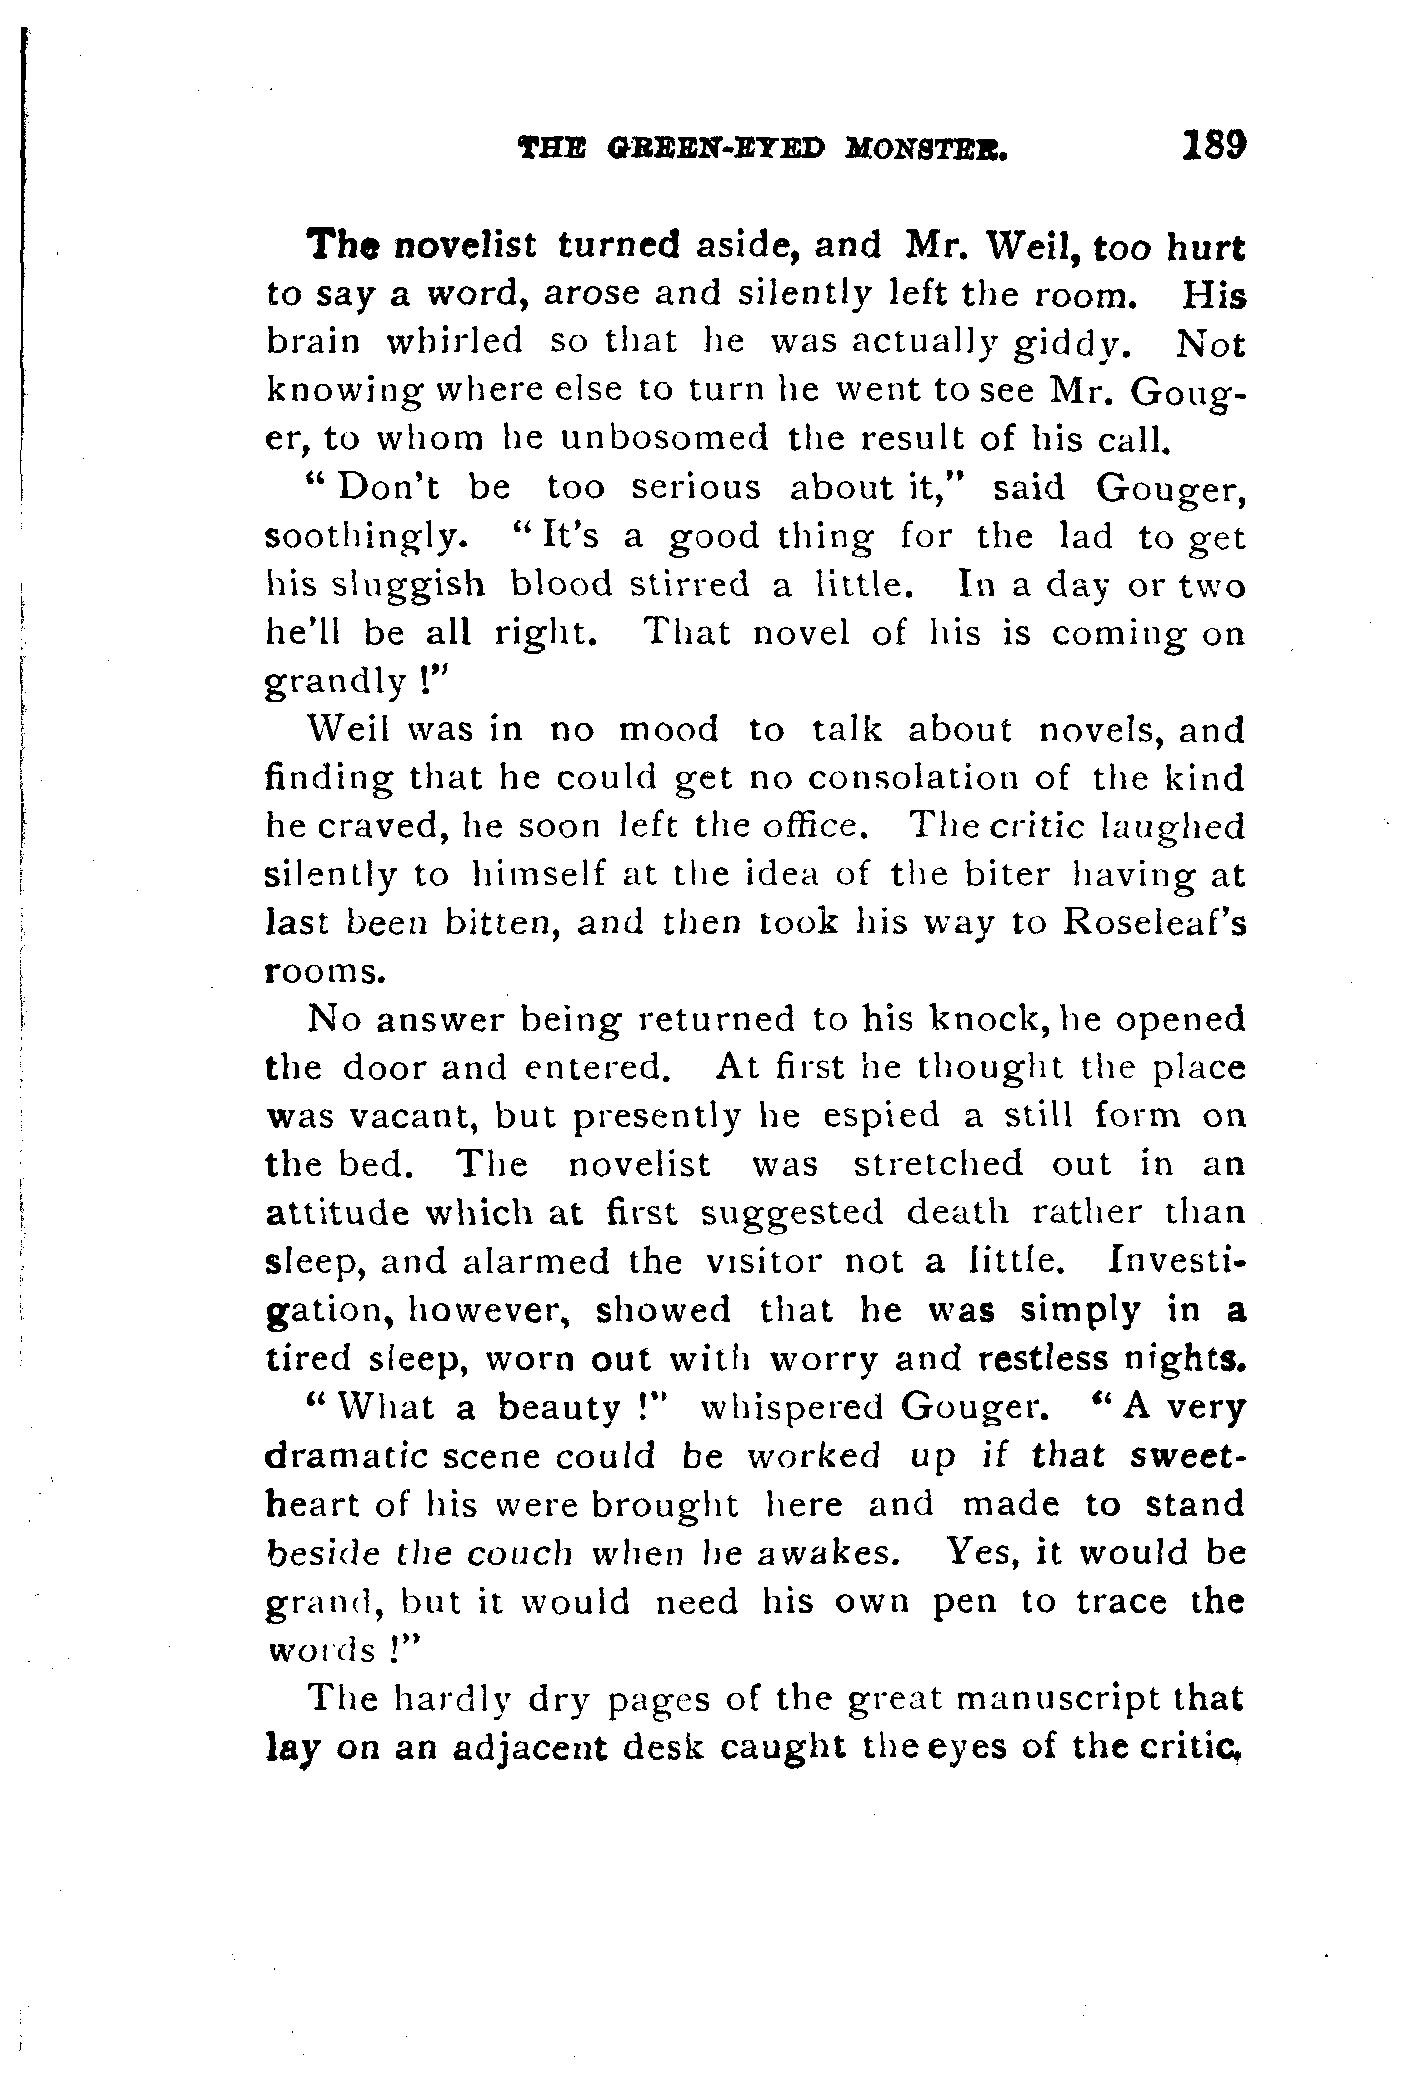 THE GREEN-EYED MONSTER. 189
The novelist turned aside, and Mr. Weil, too hurt
to say a word, arose and silently left the room. His
brain whirled so that he was actually giddy. Not
knowing where else to turn he went to see Mr. Goug-
er, to whom he unbosomed the result of his call.
“ Don't be too serious about it,” said Gouger,
soothingly. “ It's a good thing for the lad to get
his sluggish blood stirred a little. In a day or two
he'll be all right. That novel of his is coming on
grandly !”
Weil was in no mood to talk about novels, and
finding that he could get no consolation of the kind
he craved, he soon left the office. The critic laughed
silently to himself at the idea of the biter having at
last been bitten, and then took his way to Roseleaf's
rooms.
No answer being returned to his knock, he opened
the door and entered. At first he thought the place
was vacant, but presently he espied a still form on
the bed. The novelist was stretched out in an
attitude which at first suggested death rather than
sleep, and alarmed the visitor not a little. Investi-
gation, however, showed that he was simply in a
tired sleep, worn out with worry and restless nights.
“ What a beauty !” whispered Gouger. “ A very
dramatic scene could be worked up if that sweet-
heart of his were brought here and made to stand
beside the couch when he awakes. Yes, it would be
grand, but it would need his own pen to trace the
words !”
The hardly dry pages of the great manuscript that
lay on an adjacent desk caught the eyes of the critic,